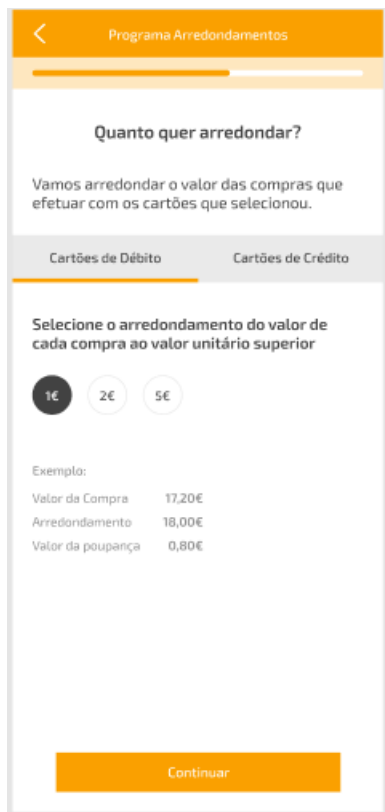 Programa Arredondamentos
Quanto quer arredondar?
Vamos arredondar o valor das compras que
efetuar com os cartões que selecionou.
Cartões de Débito Cartões de Crédito
Selecione o arredondamento do valor de
cada compra ao valor unitário superior
1€ 2€ 5€
Exemplo:
Valor da Compra 17,20€
Arredondamento 18,00€
Valor da poupança 0,80€
Continuar